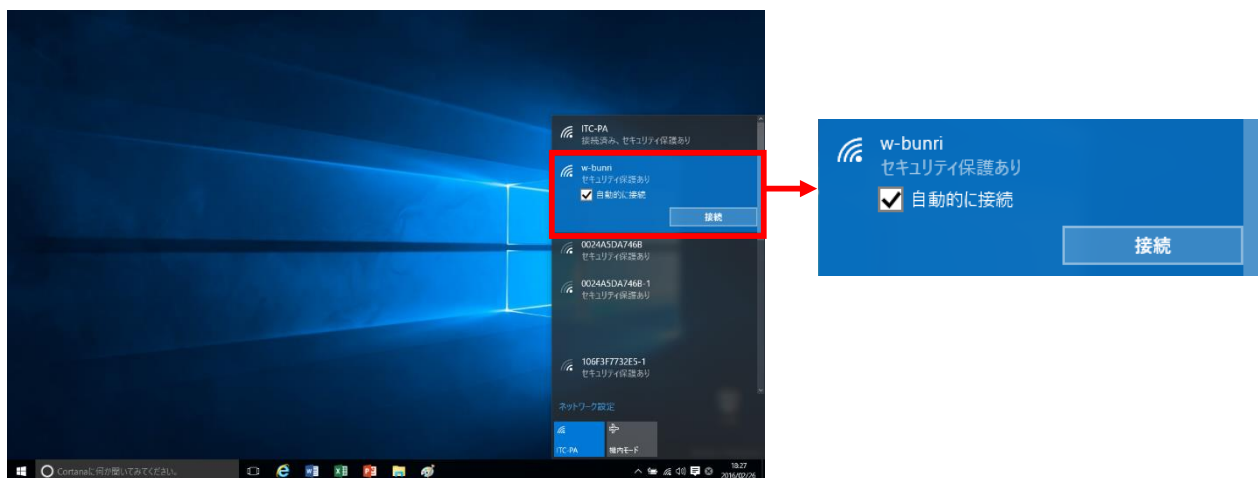 ITC-PA
接続済み、セキュリティ保護あり
w-bunri
セキュリティ保護あり
自動的に接続
接続
0024A5DA746B
セキュリティ保護あり
0024A5DA746B-1
セキュリティ保護あり
106F3F7732E5-1
セキュリティ保護あり
ネットワーク設定
ITC-PA
機内モード
Cortanaに何か聞いてみてください。
18:27
2016/02/26
w-bunri
セキュリティ保護あり
自動的に接続
接続